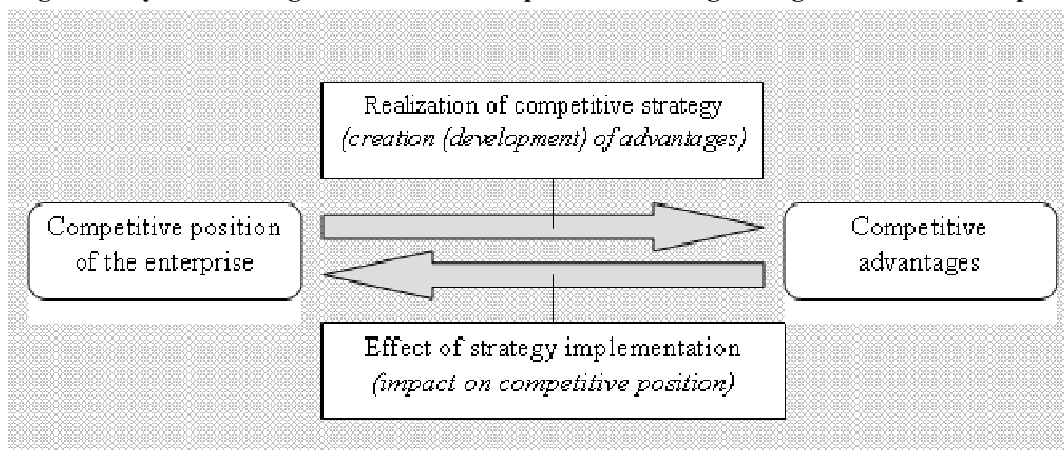 Realization of competitive strategy
(creation (development) of advantages)
Competitive position
of the enterprise
Competitive
advantages
Effect of strategy implementation
(impact on competitive position)